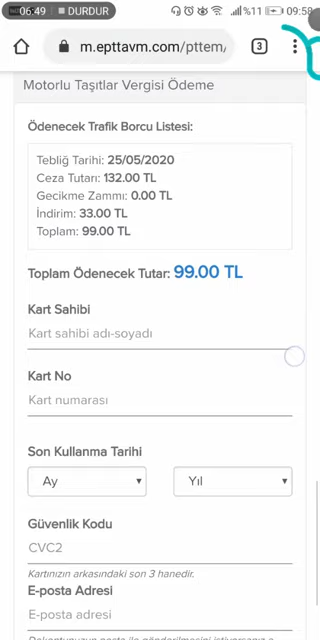 06:49 DURDUR %11 09:58
m.epttavm.com/pttem/ 3
Motorlu Taşıtlar Vergisi Ödeme
Ödenecek Trafik Borcu Listesi:
Tebliğ Tarihi: 25/05/2020
Ceza Tutarı: 132.00 TL
Gecikme Zammı: 0.00 TL
İndirim: 33.00 TL
Toplam: 99.00 TL
Toplam Ödenecek Tutar: 99.00 TL
Kart Sahibi
Kart sahibi adı-soyadı
Kart No
Kart numarası
Son Kullanma Tarihi
Ay Yıl
Güvenlik Kodu
CVC2
Kartınızın arkasındaki son 3 hanedir.
E-posta Adresi
E-posta adresi